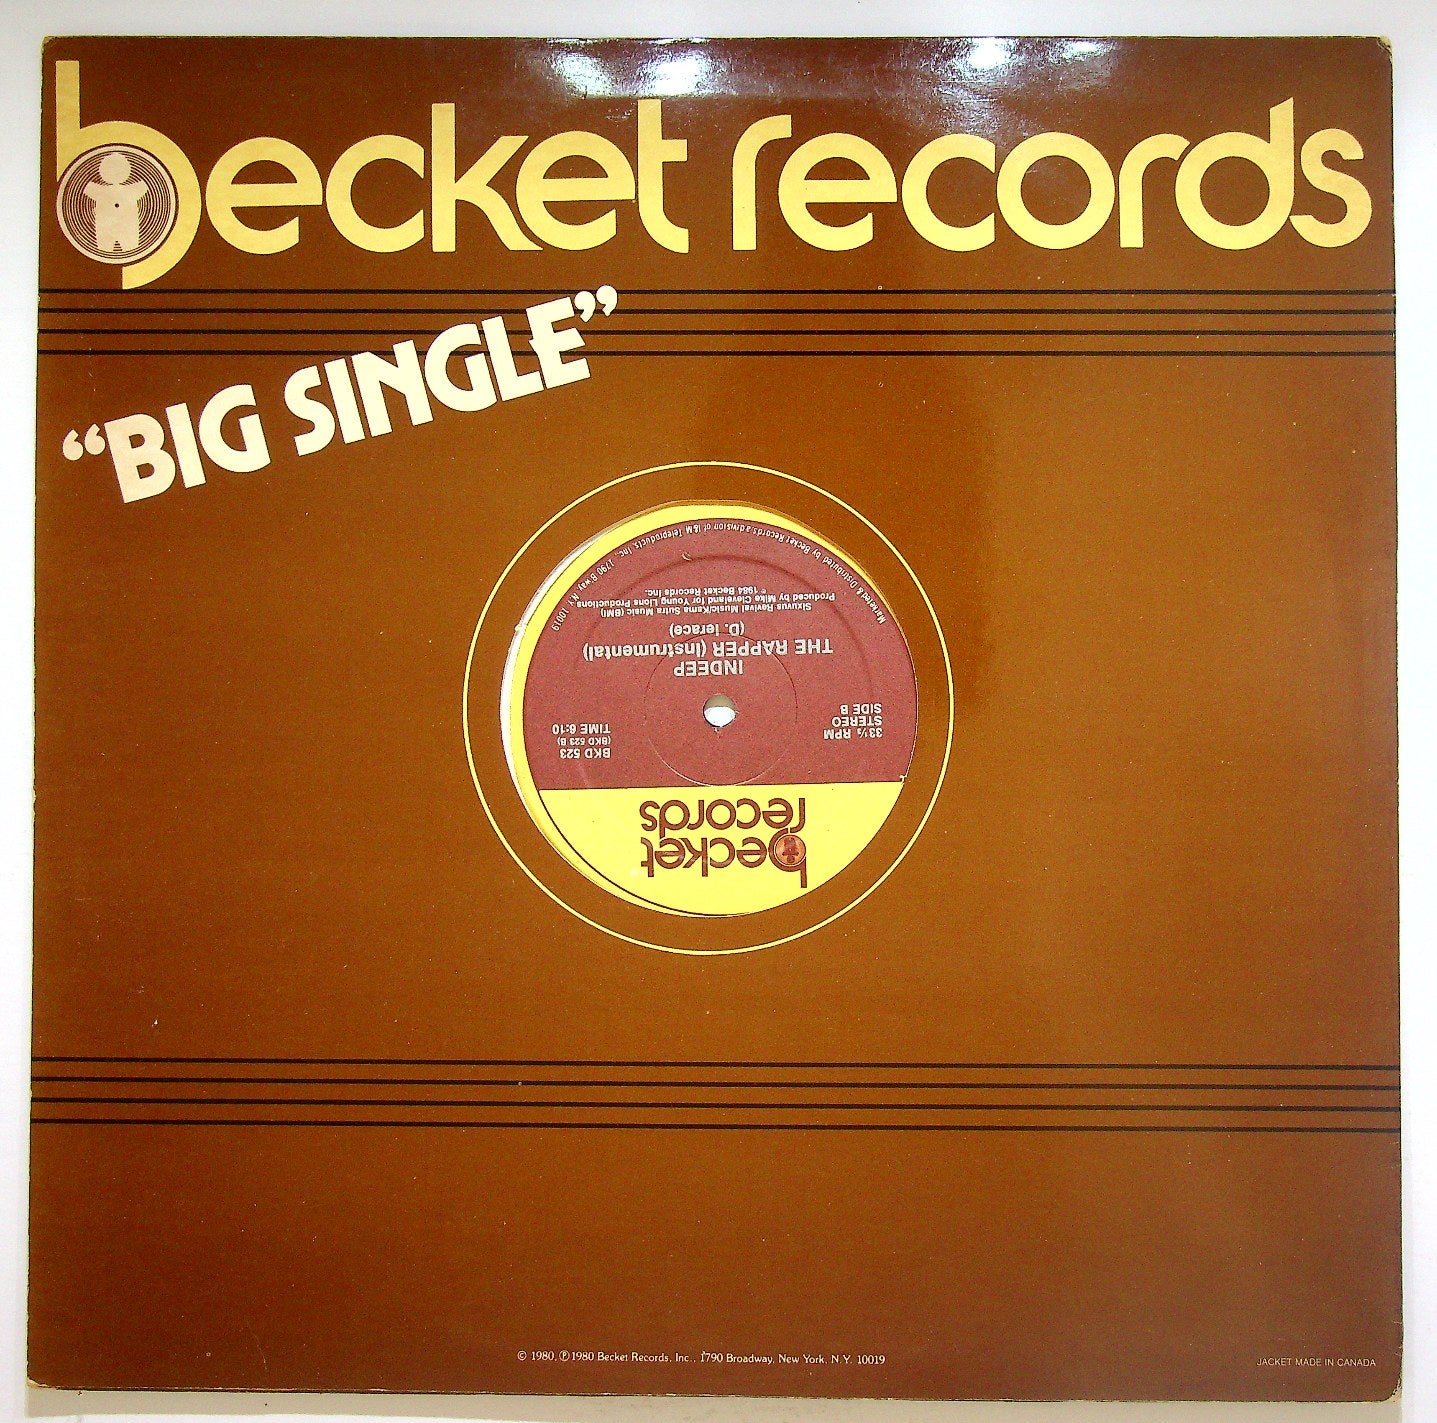 becket records
“BIG SINGLE”
becket
records
BKD 523
(BKD 523 B)
TIME 6:10
33⅓ RPM
STEREO
SIDE B
INDEEP
THE RAPPER (Instrumental)
(D. Ierace)
Sixuvus Revival Music/Kama Sutra Music (BMI)
Produced by Mike Cleveland for Young Lions Productions
℗ 1984 Becket Records Inc.
Marketed & Distributed by Becket Records a division of I&M Teleproducts, Inc., 1790 B'way, N.Y. 10019
© 1980, ℗ 1980 Becket Records, Inc., 1790 Broadway, New York, N.Y. 10019
JACKET MADE IN CANADA